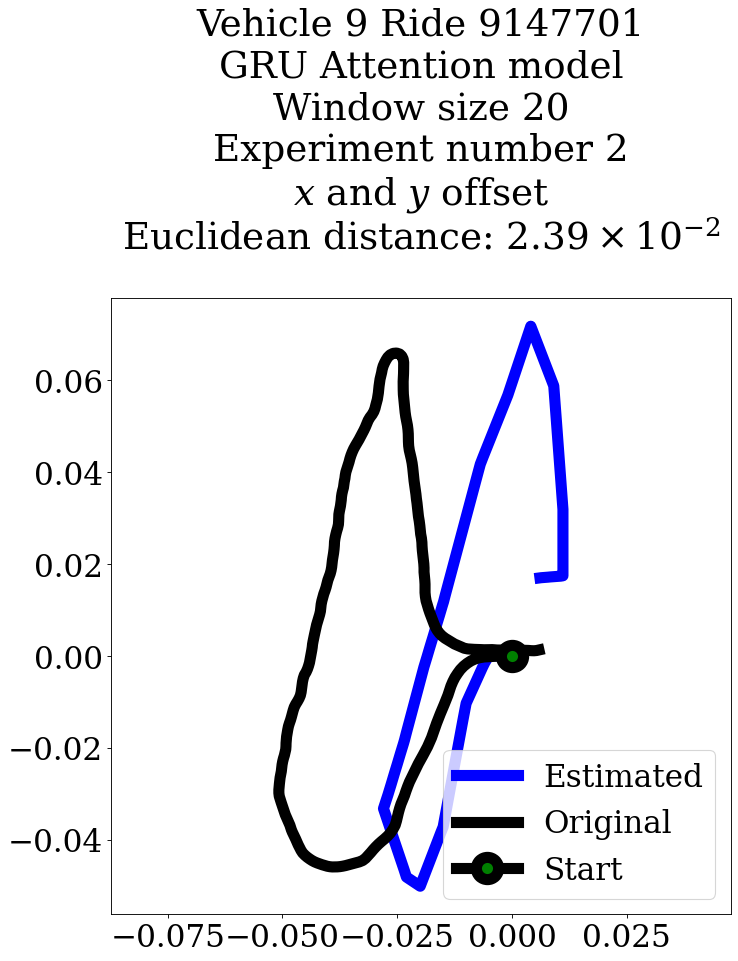 Vehicle 9 Ride 9147701
GRU Attention model
Window size 20
Experiment number 2
x and y offset
Euclidean distance: 2.39 × 10⁻²
0.06
0.04
0.02
0.00
−0.02
−0.04
Estimated
Original
Start
−0.075 −0.050 −0.025 0.000 0.025